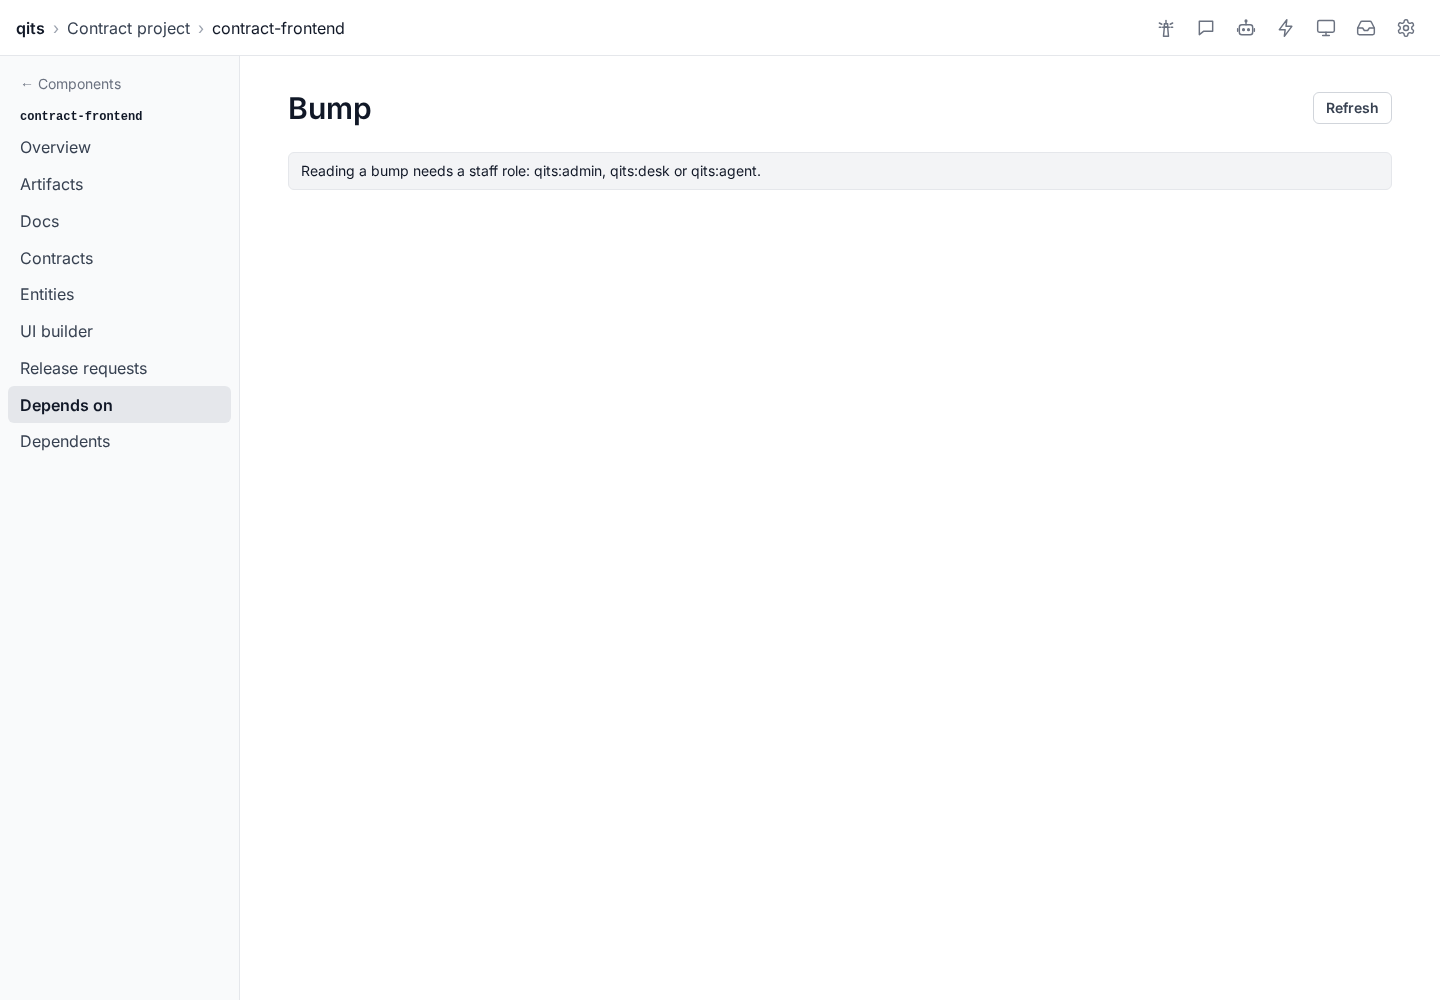 qits › Contract project › contract-frontend
← Components
contract-frontend
Overview
Artifacts
Docs
Contracts
Entities
UI builder
Release requests
Depends on
Dependents
Bump
Refresh
Reading a bump needs a staff role: qits:admin, qits:desk or qits:agent.